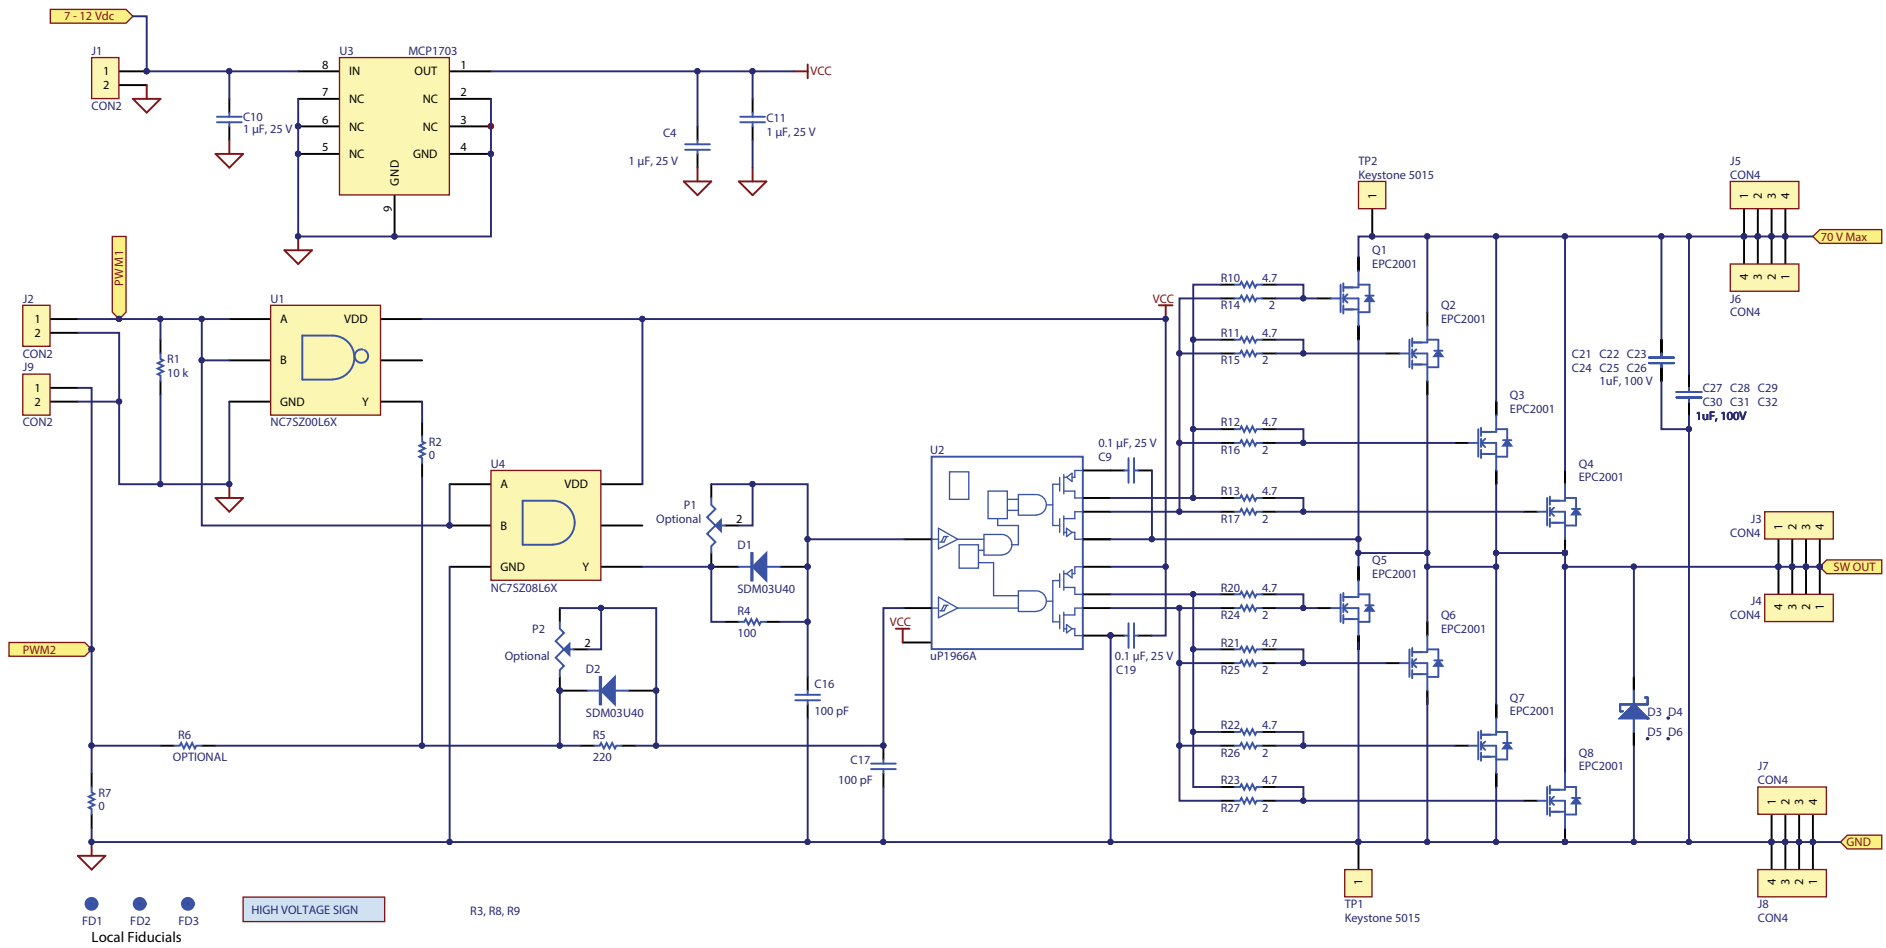 7 - 12 Vdc
J1
1
2
CON2
C10
1 µF, 25 V
U3
MCP1703
8
IN
OUT
1
7
NC
NC
2
6
NC
NC
3
5
NC
GND
4
GND
9
VCC
C4
1 µF, 25 V
C11
1 µF, 25 V
TP2
Keystone 5015
1
J5
CON4
1 2 3 4
70 V Max
4 3 2 1
J6
CON4
PWM1
J2
1
2
CON2
J9
1
2
CON2
R1
10 k
U1
A
VDD
B
GND
Y
NC7SZ00L6X
R2
0
U4
A
VDD
B
GND
Y
NC7SZ08L6X
P1
Optional
2
D1
SDM03U40
R4
100
P2
Optional
2
D2
SDM03U40
R5
220
C16
100 pF
C17
100 pF
PWM2
R6
OPTIONAL
R7
0
U2
VCC
uP1966A
0.1 µF, 25 V
C9
0.1 µF, 25 V
C19
VCC
R10 4.7
R14 2
R11 4.7
R15 2
R12 4.7
R16 2
R13 4.7
R17 2
R20 4.7
R24 2
R21 4.7
R25 2
R22 4.7
R26 2
R23 4.7
R27 2
Q1
EPC2001
Q2
EPC2001
Q3
EPC2001
Q4
EPC2001
Q5
EPC2001
Q6
EPC2001
Q7
EPC2001
Q8
EPC2001
C21 C22 C23
C24 C25 C26
1uF, 100 V
C27 C28 C29
C30 C31 C32
1uF, 100V
J3
CON4
1 2 3 4
SW OUT
4 3 2 1
J4
CON4
D3 D4
D5 D6
J7
CON4
1 2 3 4
GND
4 3 2 1
J8
CON4
1
TP1
Keystone 5015
FD1 FD2 FD3
Local Fiducials
HIGH VOLTAGE SIGN
R3, R8, R9